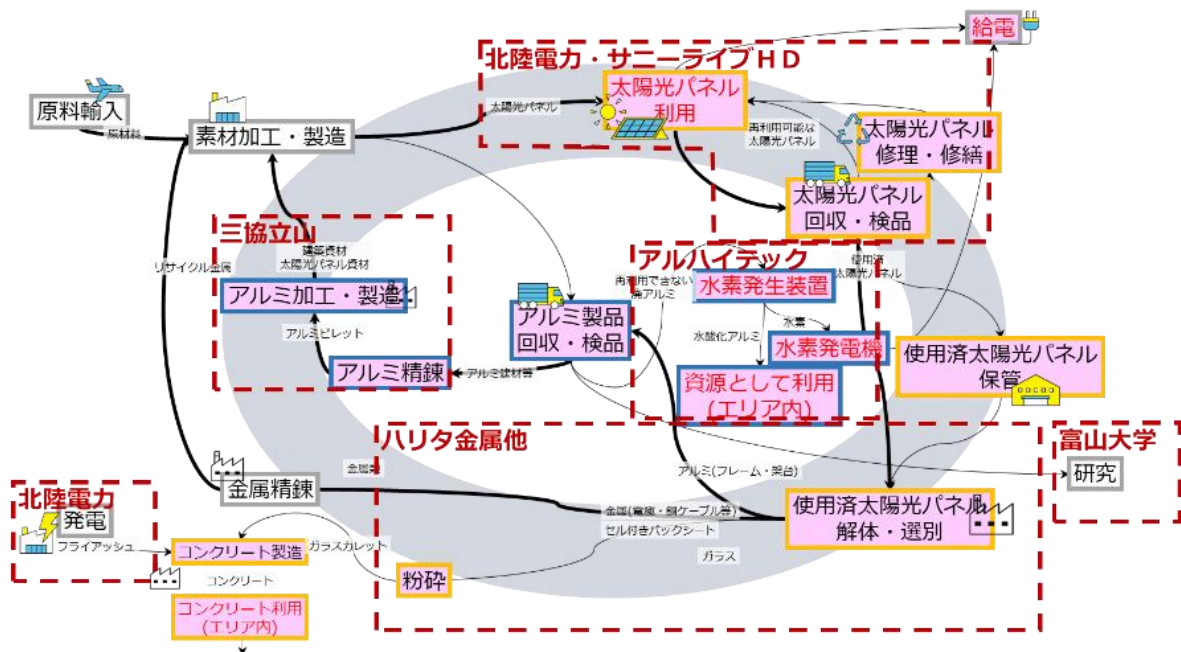 給電
北陸電力・サニーライブHD
太陽光パネル
利用
原料輸入
原材料
素材加工・製造
太陽光パネル
再利用可能な
太陽光パネル
太陽光パネル
修理・修繕
太陽光パネル
回収・検品
三協立山
建築資材
太陽光パネル資材
リサイクル金属
アルミ加工・製造
アルミビレット
アルミ精錬
アルミ建材等
アルミ製品
回収・検品
再利用できない
廃アルミ
アルハイテック
水素発生装置
使用済
太陽光パネル
水酸化アルミ
水素
水素発電機
資源として利用
(エリア内)
使用済太陽光パネル
保管
ハリタ金属他
富山大学
研究
アルミ(フレーム・架台)
金属類
金属精錬
金属(電極・銅ケーブル等)
セル付きバックシート
ガラス
使用済太陽光パネル
解体・選別
北陸電力
発電
フライアッシュ
コンクリート製造
ガラスカレット
粉砕
コンクリート
コンクリート利用
(エリア内)